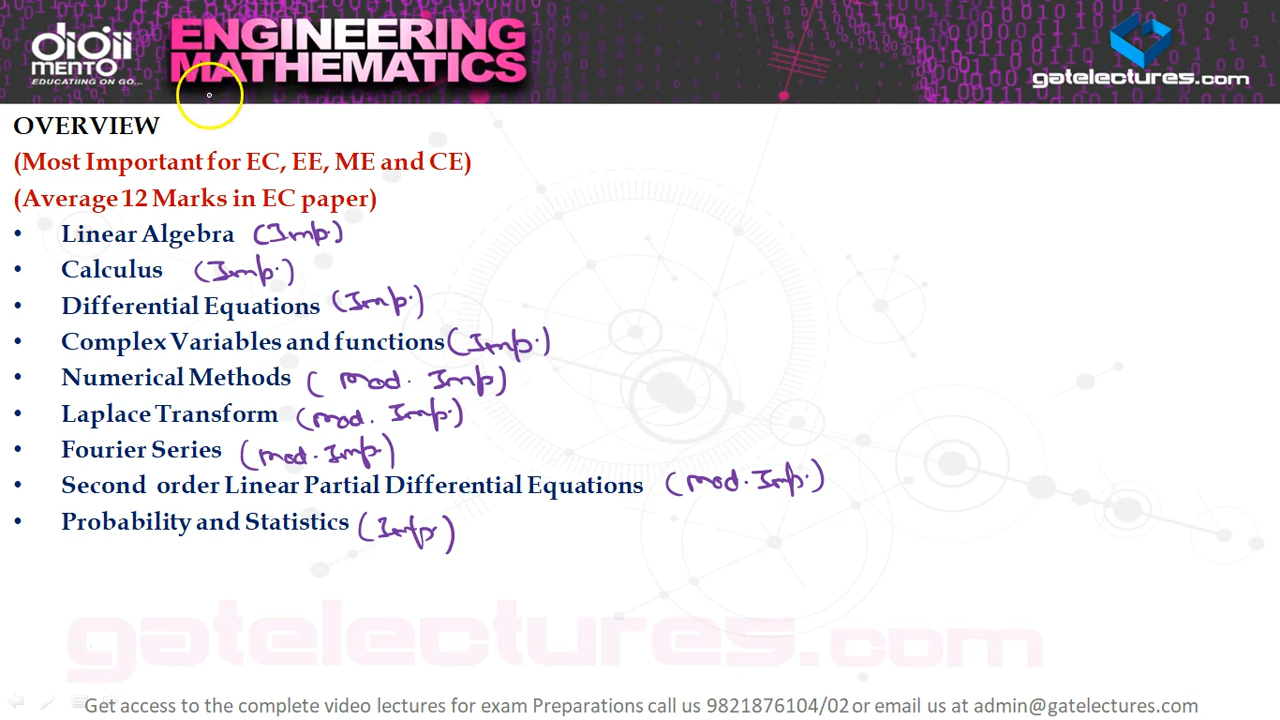 digii
MENTO
EDUCATIING ON GO...
ENGINEERING
MATHEMATICS
gatelectures.com
OVERVIEW
(Most Important for EC, EE, ME and CE)
(Average 12 Marks in EC paper)
• Linear Algebra (Imp.)
• Calculus (Imp.)
• Differential Equations (Imp.)
• Complex Variables and functions (Imp.)
• Numerical Methods (Mod. Imp)
• Laplace Transform (Mod. Imp.)
• Fourier Series (Mod. Imp.)
• Second order Linear Partial Differential Equations (Mod. Imp.)
• Probability and Statistics (Imp.)
gatelectures.com
Get access to the complete video lectures for exam Preparations call us 9821876104/02 or email us at admin@gatelectures.com